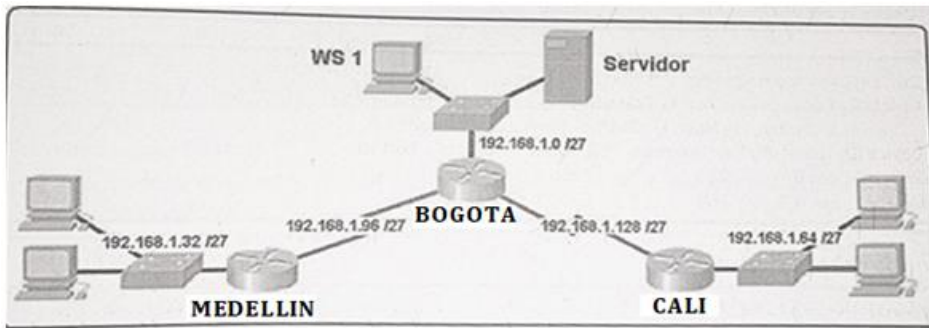 WS 1
Servidor
192.168.1.0 /27
BOGOTA
192.168.1.96 /27
192.168.1.128 /27
192.168.1.32 /27
192.168.1.64 /27
MEDELLIN
CALI